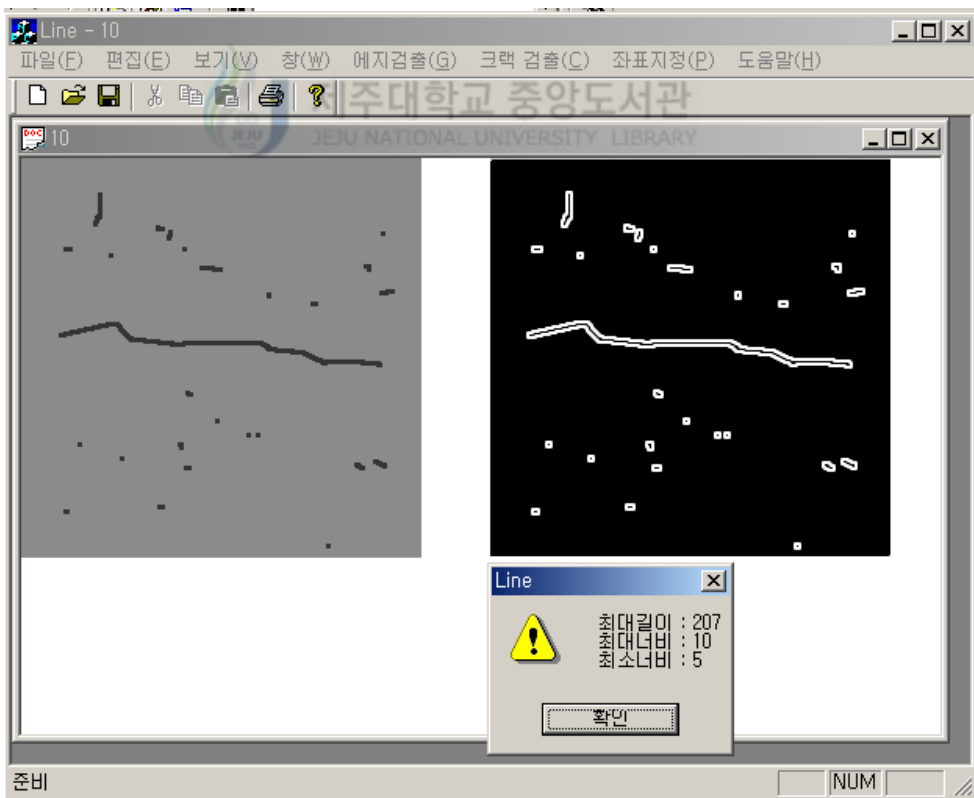 Line - 10
파일(F) 편집(E) 보기(V) 창(W) 에지검출(G) 크랙 검출(C) 좌표지정(P) 도움말(H)
제주대학교 중앙도서관
JEJU NATIONAL UNIVERSITY LIBRARY
DOC 10
Line
최대길이 : 207
최대너비 : 10
최소너비 : 5
확인
준비 NUM